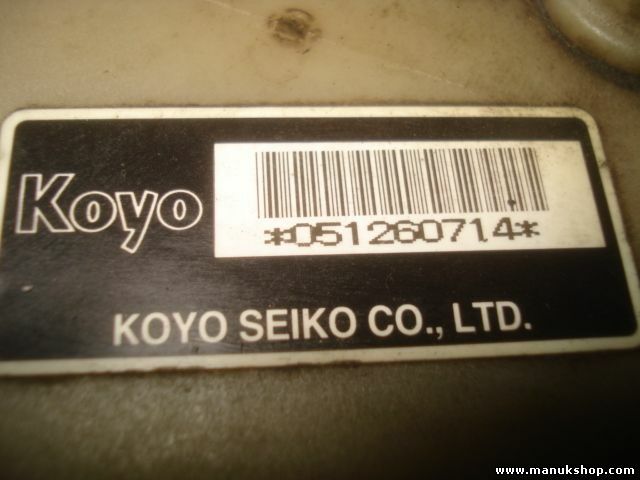 Koyo
*051260714*
KOYO SEIKO CO., LTD.
www.manukshop.com